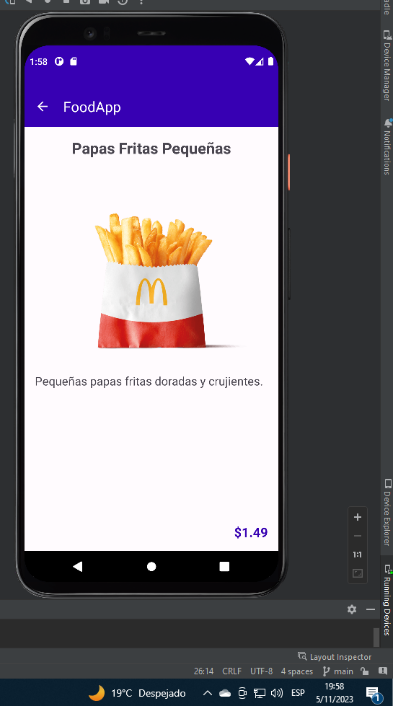 1:58
FoodApp
Papas Fritas Pequeñas
Pequeñas papas fritas doradas y crujientes.
$1.49
Device Manager
Notifications
Device Explorer
Running Devices
1:1
Layout Inspector
26:14 CRLF UTF-8 4 spaces main
19°C Despejado ESP 19:58
5/11/2023 1